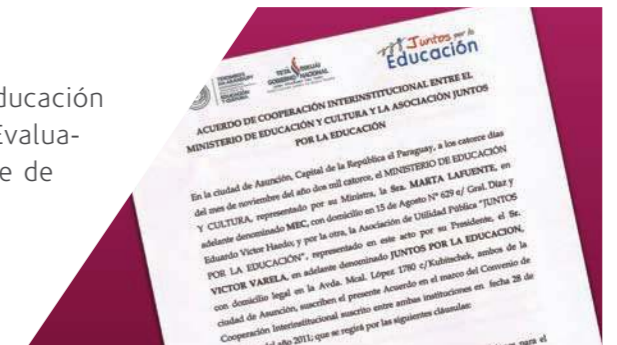 ducación
Evalua-
e de
TETÃ REKUÁI
GOBIERNO NACIONAL
Juntos por la
Educación
ACUERDO DE COOPERACIÓN INTERINSTITUCIONAL ENTRE EL
MINISTERIO DE EDUCACIÓN Y CULTURA Y LA ASOCIACIÓN JUNTOS
POR LA EDUCACIÓN
En la ciudad de Asunción, Capital de la República el Paraguay, a los catorce días
del mes de noviembre del año dos mil catorce, el MINISTERIO DE EDUCACIÓN
Y CULTURA, representado por su Ministra, la Sra. MARTA LAFUENTE, en
adelante denominado MEC, con domicilio en 15 de Agosto N° 629 e/ Gral. Díaz y
Eduardo Víctor Haedo; y por la otra, la Asociación de Utilidad Pública "JUNTOS
POR LA EDUCACIÓN", representado en este acto por su Presidente, el Sr.
VICTOR VARELA, en adelante denominado JUNTOS POR LA EDUCACION,
con domicilio legal en la Avda. Mcal. López 1780 c/Kubitschek, ambos de la
ciudad de Asunción, suscriben el presente Acuerdo en el marco del Convenio de
Cooperación Interinstitucional suscrito entre ambas instituciones en fecha 28 de
del año 2011; que se regirá por las siguientes cláusulas:
para el